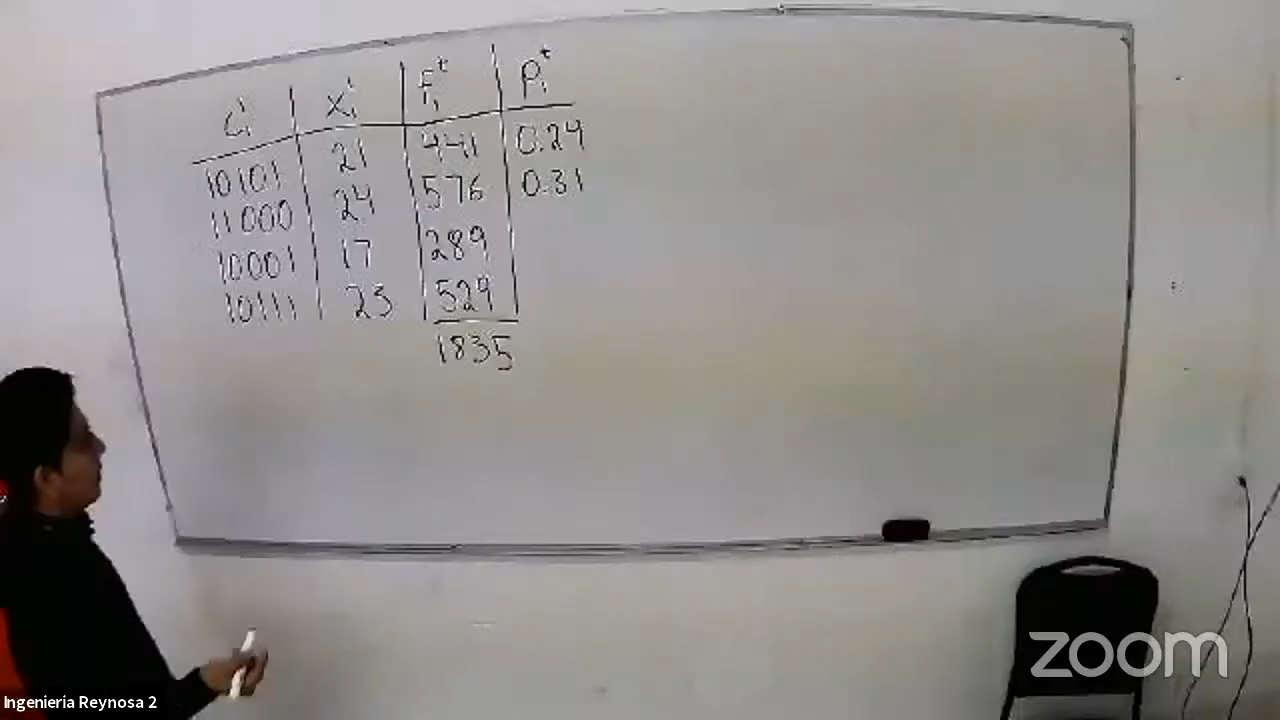 Ci Xi^t Fi^t Pi^t
10101 21 441 0.24
11000 24 576 0.31
10001 17 289
10111 23 529
1835
zoom
Ingenieria Reynosa 2